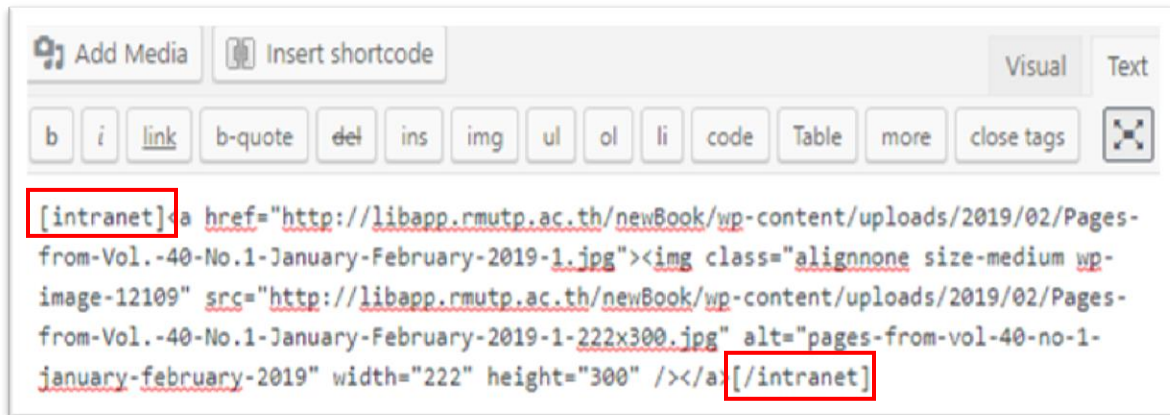 Add Media Insert shortcode
Visual Text
b i link b-quote del ins img ul ol li code Table more close tags
[intranet]<a href="http://libapp.rmutp.ac.th/newBook/wp-content/uploads/2019/02/Pages-
from-Vol.-40-No.1-January-February-2019-1.jpg"><img class="alignnone size-medium wp-
image-12109" src="http://libapp.rmutp.ac.th/newBook/wp-content/uploads/2019/02/Pages-
from-Vol.-40-No.1-January-February-2019-1-222x300.jpg" alt="pages-from-vol-40-no-1-
january-february-2019" width="222" height="300" /></a>[/intranet]